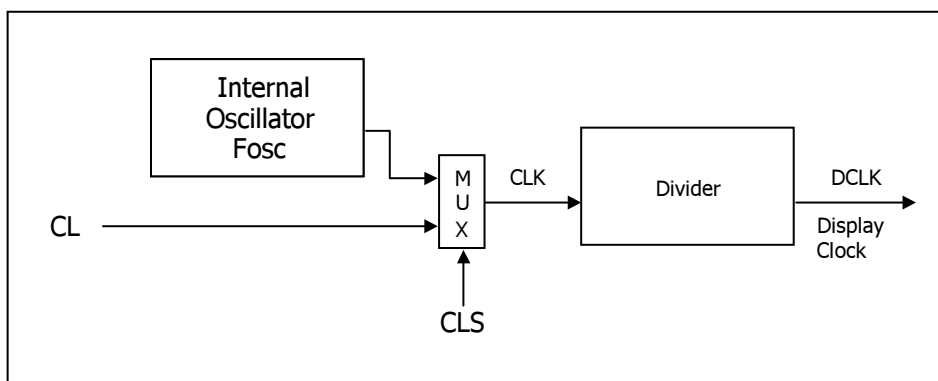 Internal
Oscillator
Fosc
CL
M
U
X
CLS
CLK
Divider
DCLK
Display
Clock